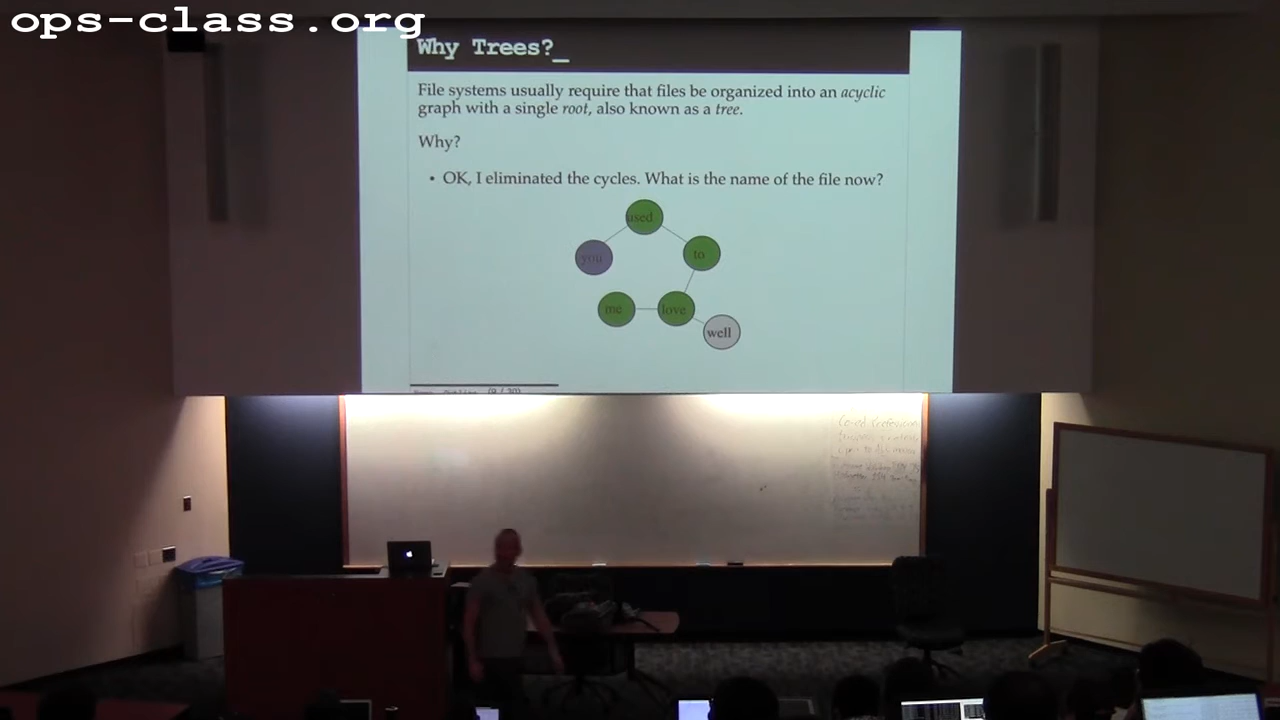 ops-class.org
Why Trees?_
File systems usually require that files be organized into an acyclic
graph with a single root, also known as a tree.
Why?
• OK, I eliminated the cycles. What is the name of the file now?
used
you
to
me
love
well